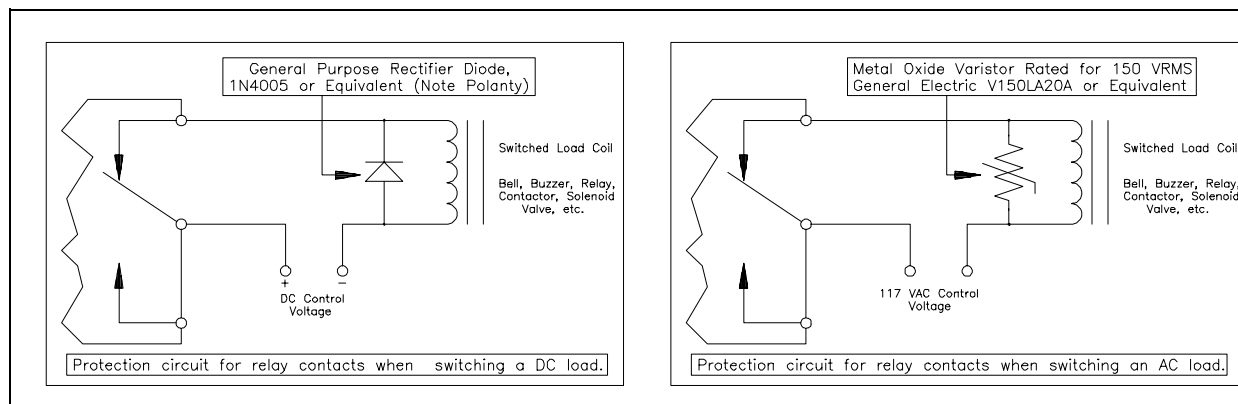 General Purpose Rectifier Diode,
1N4005 or Equivalent (Note Polanty)
Switched Load Coil
Bell, Buzzer, Relay,
Contactor, Solenoid
Valve, etc.
+ −
DC Control
Voltage
Protection circuit for relay contacts when switching a DC load.
Metal Oxide Varistor Rated for 150 VRMS
General Electric V150LA20A or Equivalent
Switched Load Coil
Bell, Buzzer, Relay,
Contactor, Solenoid
Valve, etc.
117 VAC Control
Voltage
Protection circuit for relay contacts when switching an AC load.